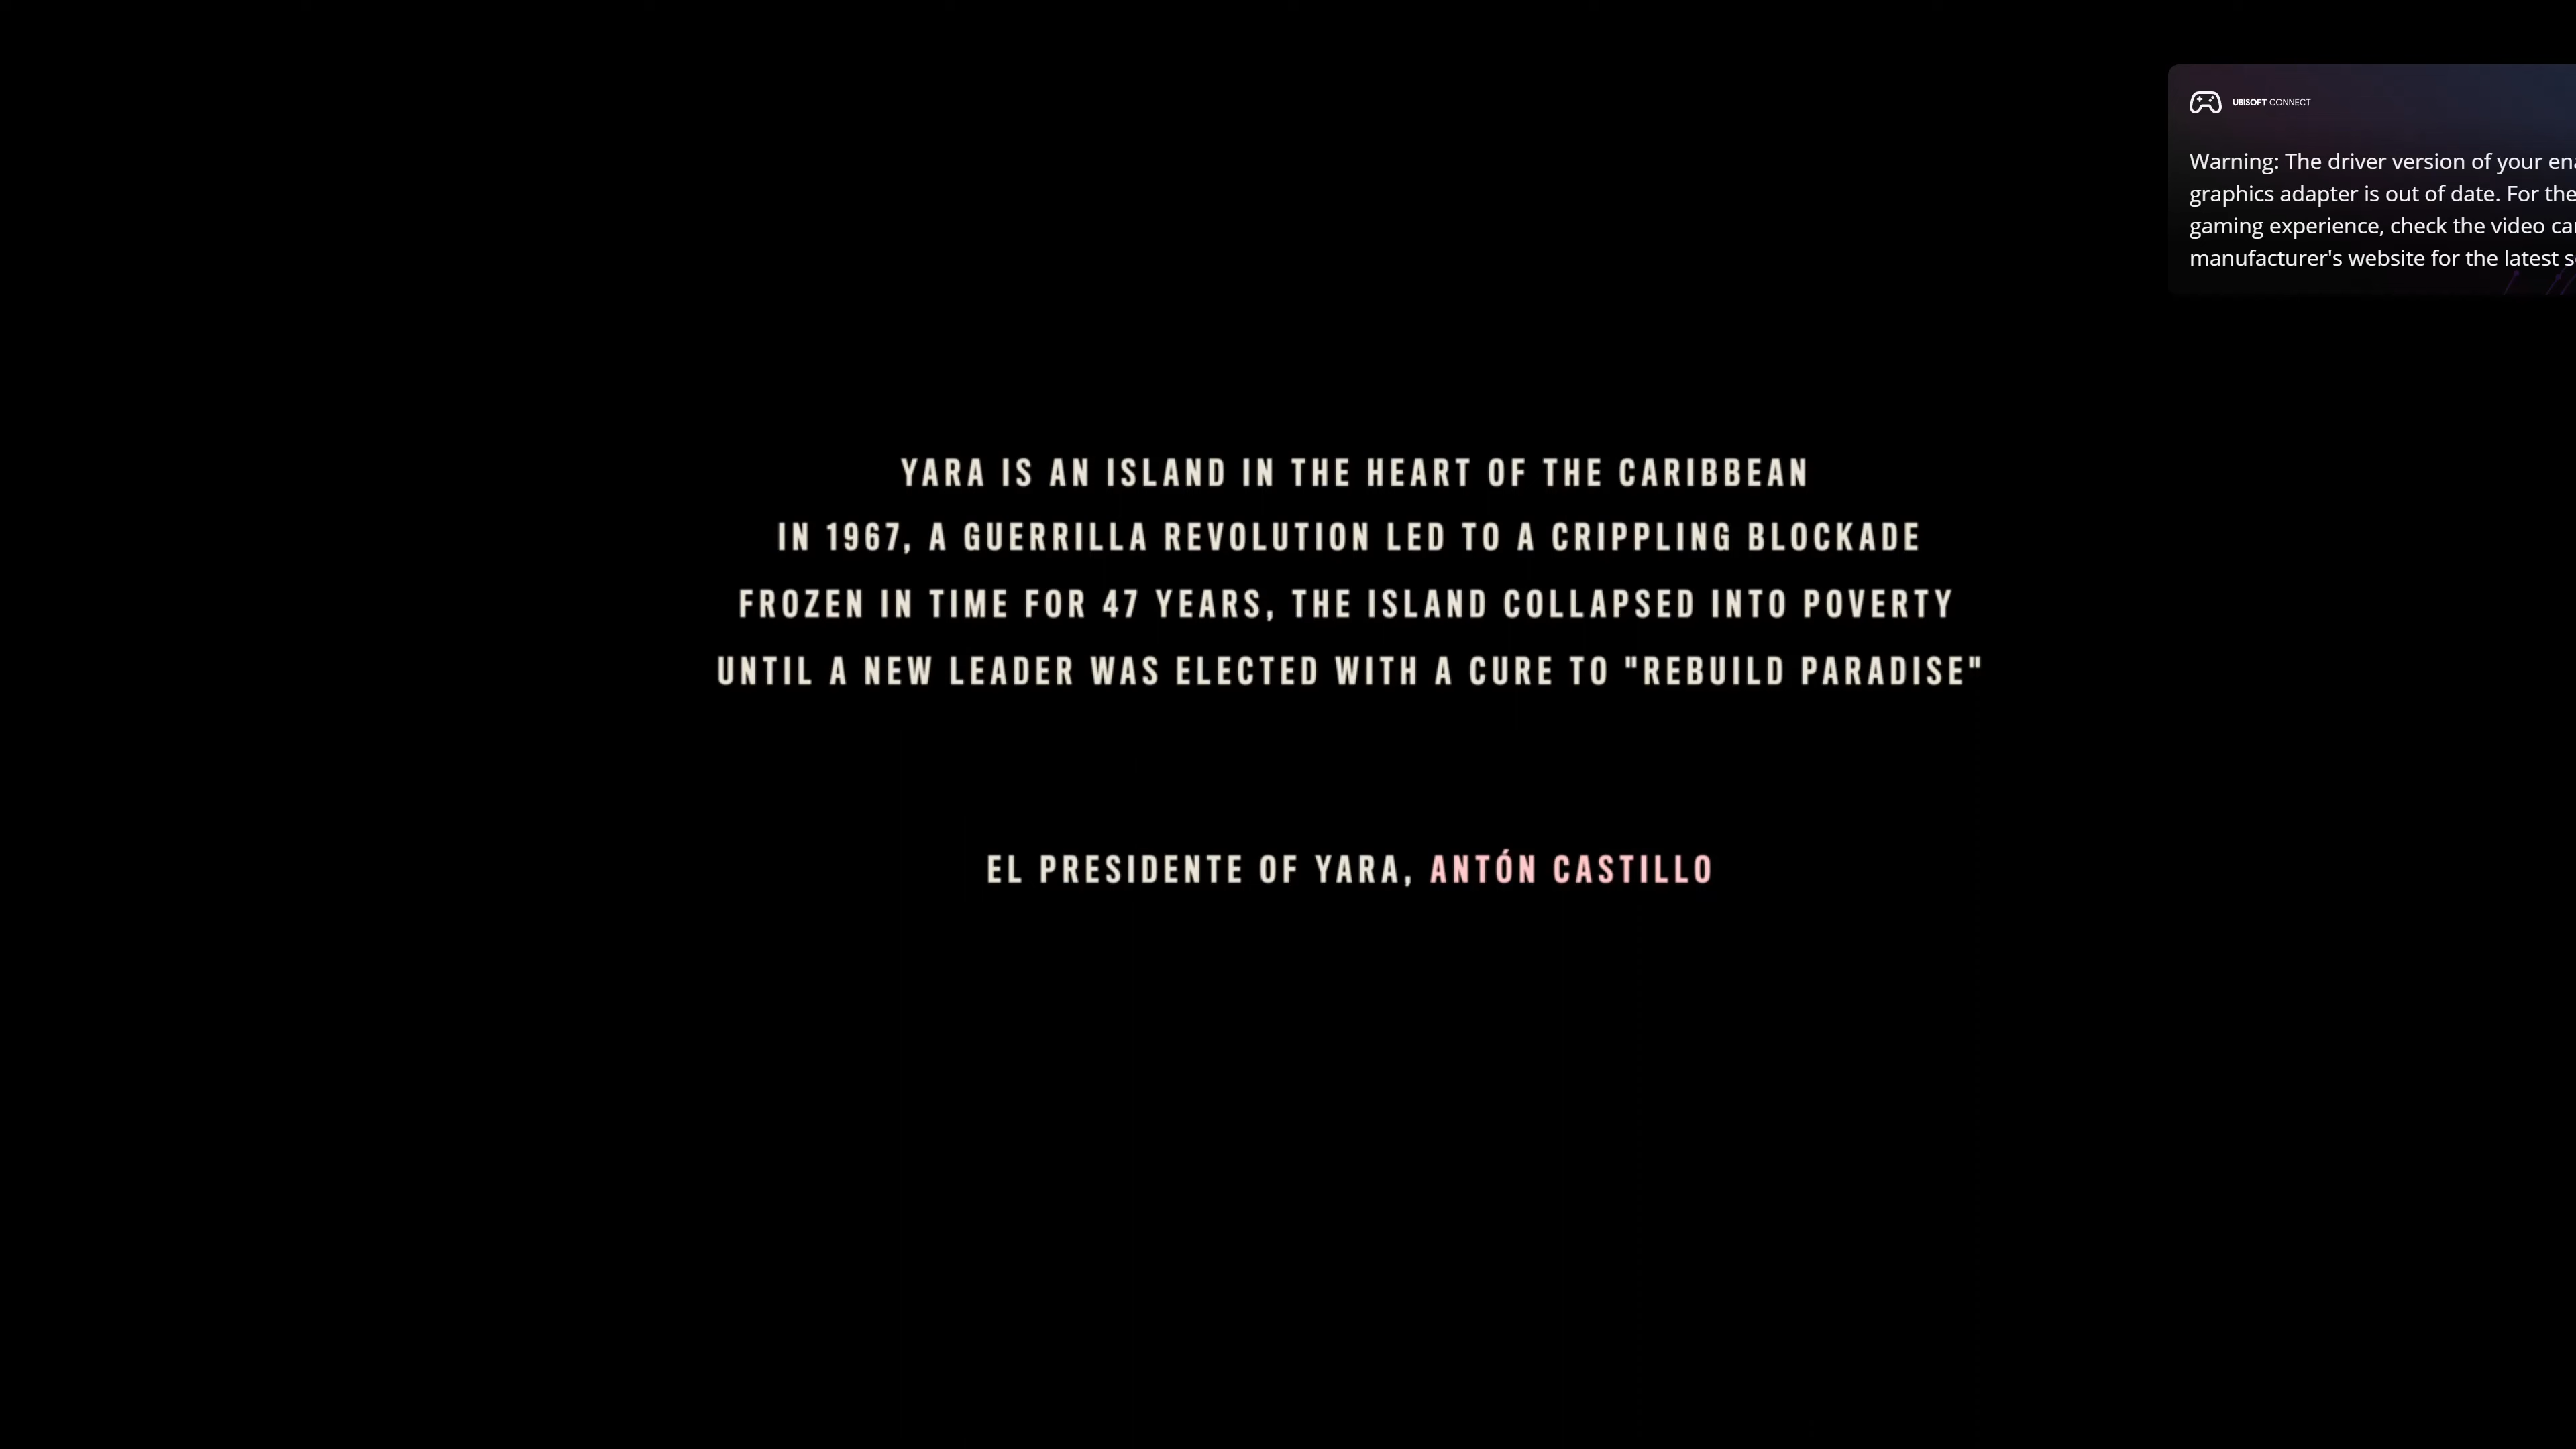 UBISOFT CONNECT
Warning: The driver version of your
graphics adapter is out of date. For the
gaming experience, check the video
manufacturer's website for the latest
YARA IS AN ISLAND IN THE HEART OF THE CARIBBEAN
IN 1967, A GUERRILLA REVOLUTION LED TO A CRIPPLING BLOCKADE
FROZEN IN TIME FOR 47 YEARS, THE ISLAND COLLAPSED INTO POVERTY
UNTIL A NEW LEADER WAS ELECTED WITH A CURE TO "REBUILD PARADISE"
EL PRESIDENTE OF YARA, ANTÓN CASTILLO